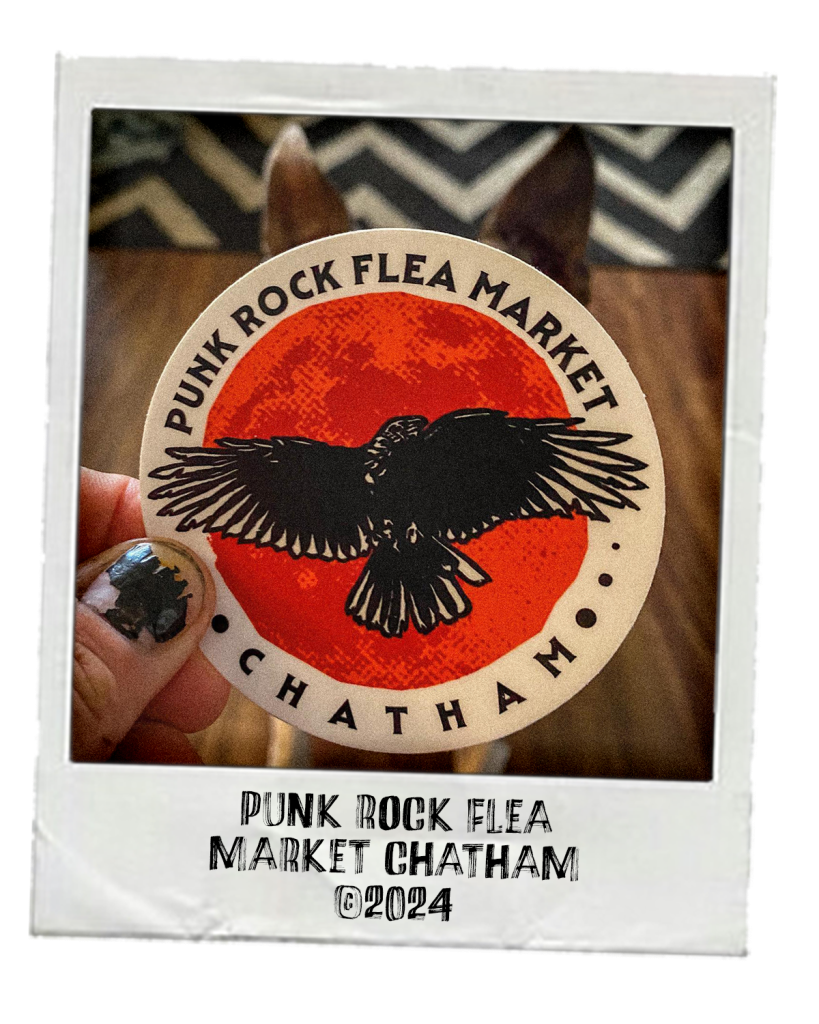 PUNK ROCK FLEA MARKET
CHATHAM
PUNK ROCK FLEA
MARKET CHATHAM
©2024